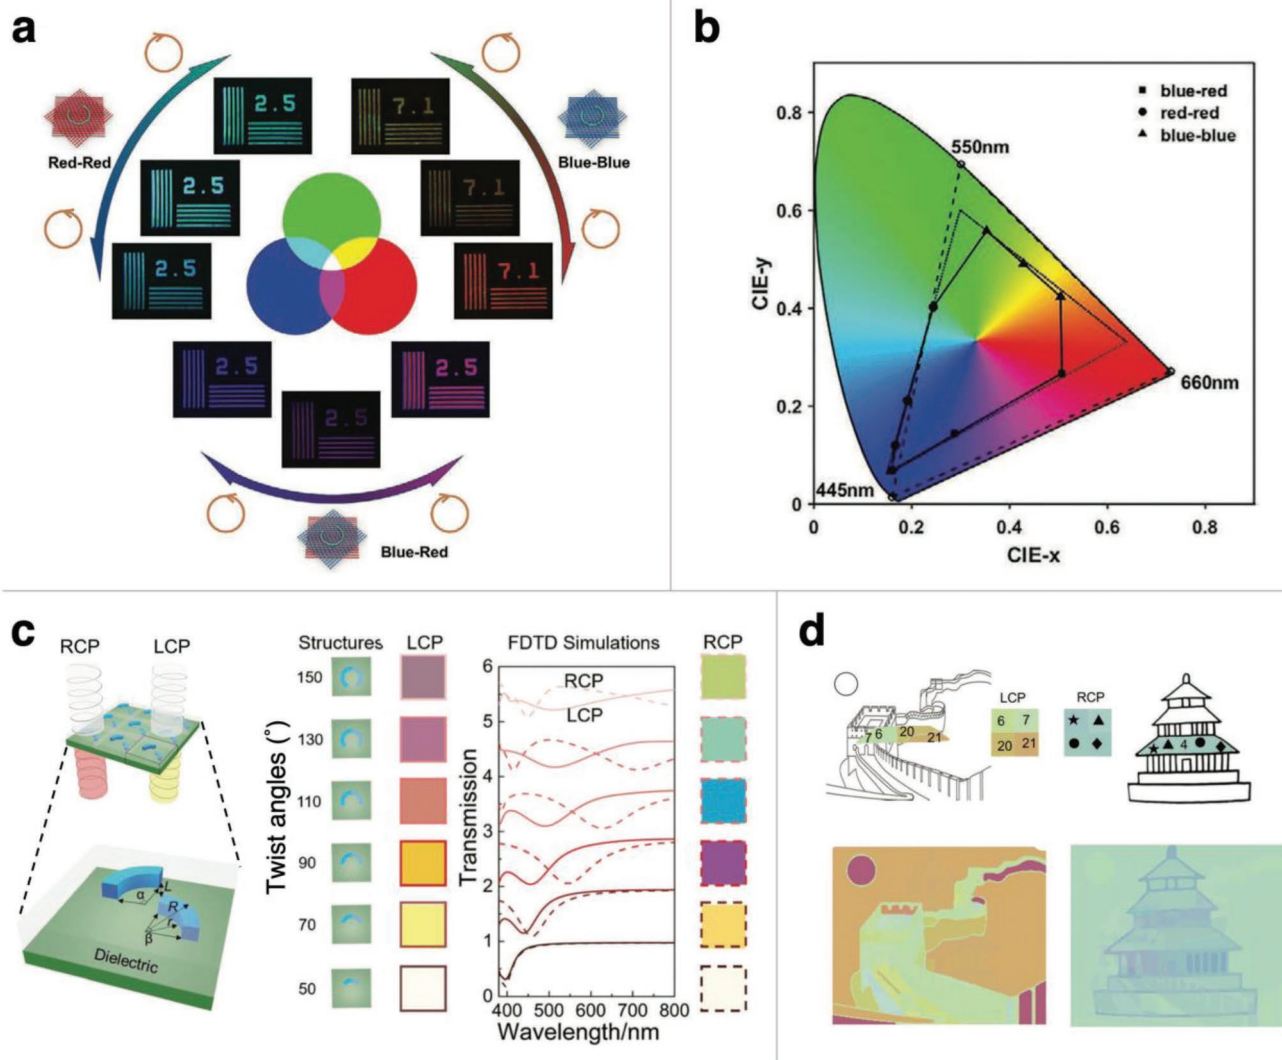 a
2.5
7.1
Red-Red
Blue-Blue
2.5
7.1
2.5
7.1
2.5
2.5
2.5
Blue-Red
b
blue-red
red-red
blue-blue
0.8
550nm
0.6
CIE-y
0.4
660nm
0.2
445nm
0
0
0.2
0.4
0.6
0.8
CIE-x
c
RCP
LCP
α
L
R
r
β
Dielectric
Structures
LCP
FDTD Simulations
RCP
Twist angles (°)
150
130
110
90
70
50
Transmission
6
5
4
3
2
1
0
RCP
LCP
400
500
600
700
800
Wavelength/nm
d
7
6
20
21
LCP
6 7
20 21
RCP
4